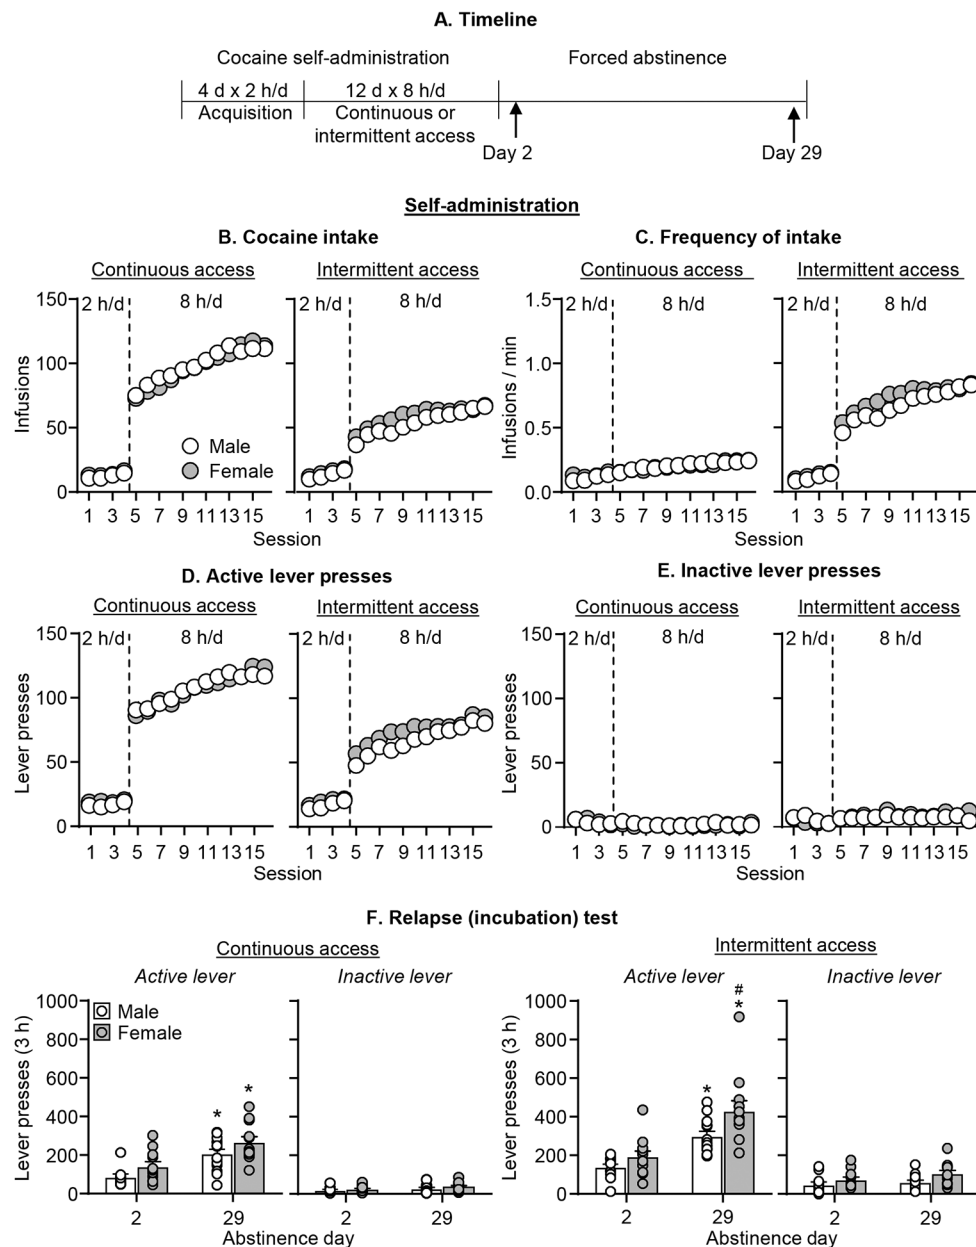 A. Timeline
Cocaine self-administration
Forced abstinence
4 d x 2 h/d
12 d x 8 h/d
Acquisition
Continuous or
intermittent access
Day 2
Day 29
Self-administration
B. Cocaine intake
C. Frequency of intake
Continuous access
Intermittent access
Continuous access
Intermittent access
150
100
50
0
Infusions
2 h/d
8 h/d
Male
Female
1 3 5 7 9 11 13 15
2 h/d
8 h/d
1 3 5 7 9 11 13 15
Session
1.5
1.0
0.5
0.0
Infusions / min
2 h/d
8 h/d
1 3 5 7 9 11 13 15
2 h/d
8 h/d
1 3 5 7 9 11 13 15
Session
D. Active lever presses
E. Inactive lever presses
Continuous access
Intermittent access
Continuous access
Intermittent access
150
100
50
0
Lever presses
2 h/d
8 h/d
1 3 5 7 9 11 13 15
2 h/d
8 h/d
1 3 5 7 9 11 13 15
Session
150
100
50
0
Lever presses
2 h/d
8 h/d
1 3 5 7 9 11 13 15
2 h/d
8 h/d
1 3 5 7 9 11 13 15
Session
F. Relapse (incubation) test
Continuous access
Intermittent access
Active lever
Inactive lever
Active lever
Inactive lever
1000
800
600
400
200
0
Lever presses (3 h)
Male
Female
*
*
2 29
2 29
Abstinence day
1000
800
600
400
200
0
Lever presses (3 h)
*
#
*
2 29
2 29
Abstinence day